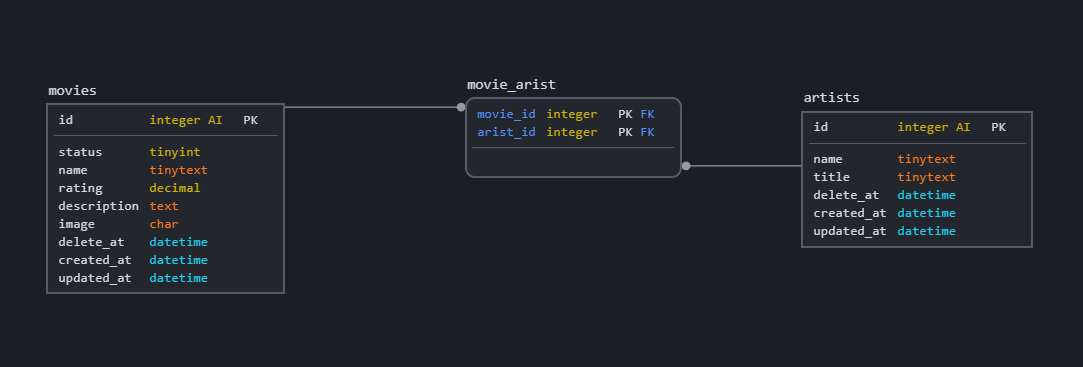 movies
id integer AI PK
status tinyint
name tinytext
rating decimal
description text
image char
delete_at datetime
created_at datetime
updated_at datetime
movie_arist
movie_id integer PK FK
arist_id integer PK FK
artists
id integer AI PK
name tinytext
title tinytext
delete_at datetime
created_at datetime
updated_at datetime